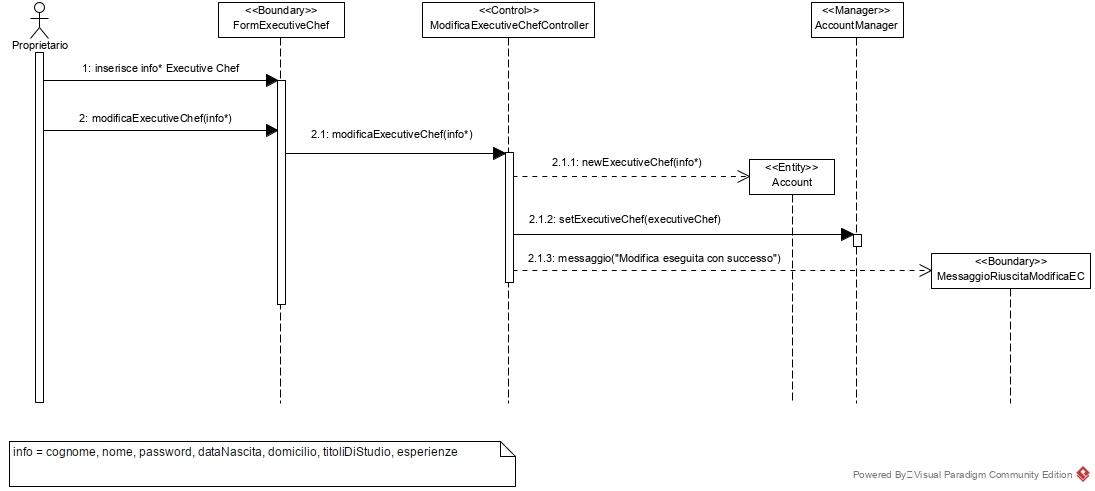 <<Boundary>>
FormExecutiveChef
<<Control>>
ModificaExecutiveChefController
<<Manager>>
AccountManager
Proprietario
1: inserisce info* Executive Chef
2: modificaExecutiveChef(info*)
2.1: modificaExecutiveChef(info*)
2.1.1: newExecutiveChef(info*)
<<Entity>>
Account
2.1.2: setExecutiveChef(executiveChef)
2.1.3: messaggio("Modifica eseguita con successo")
<<Boundary>>
MessaggioRiuscitaModificaEC
info = cognome, nome, password, dataNascita, domicilio, titoliDiStudio, esperienze
Powered By Visual Paradigm Community Edition